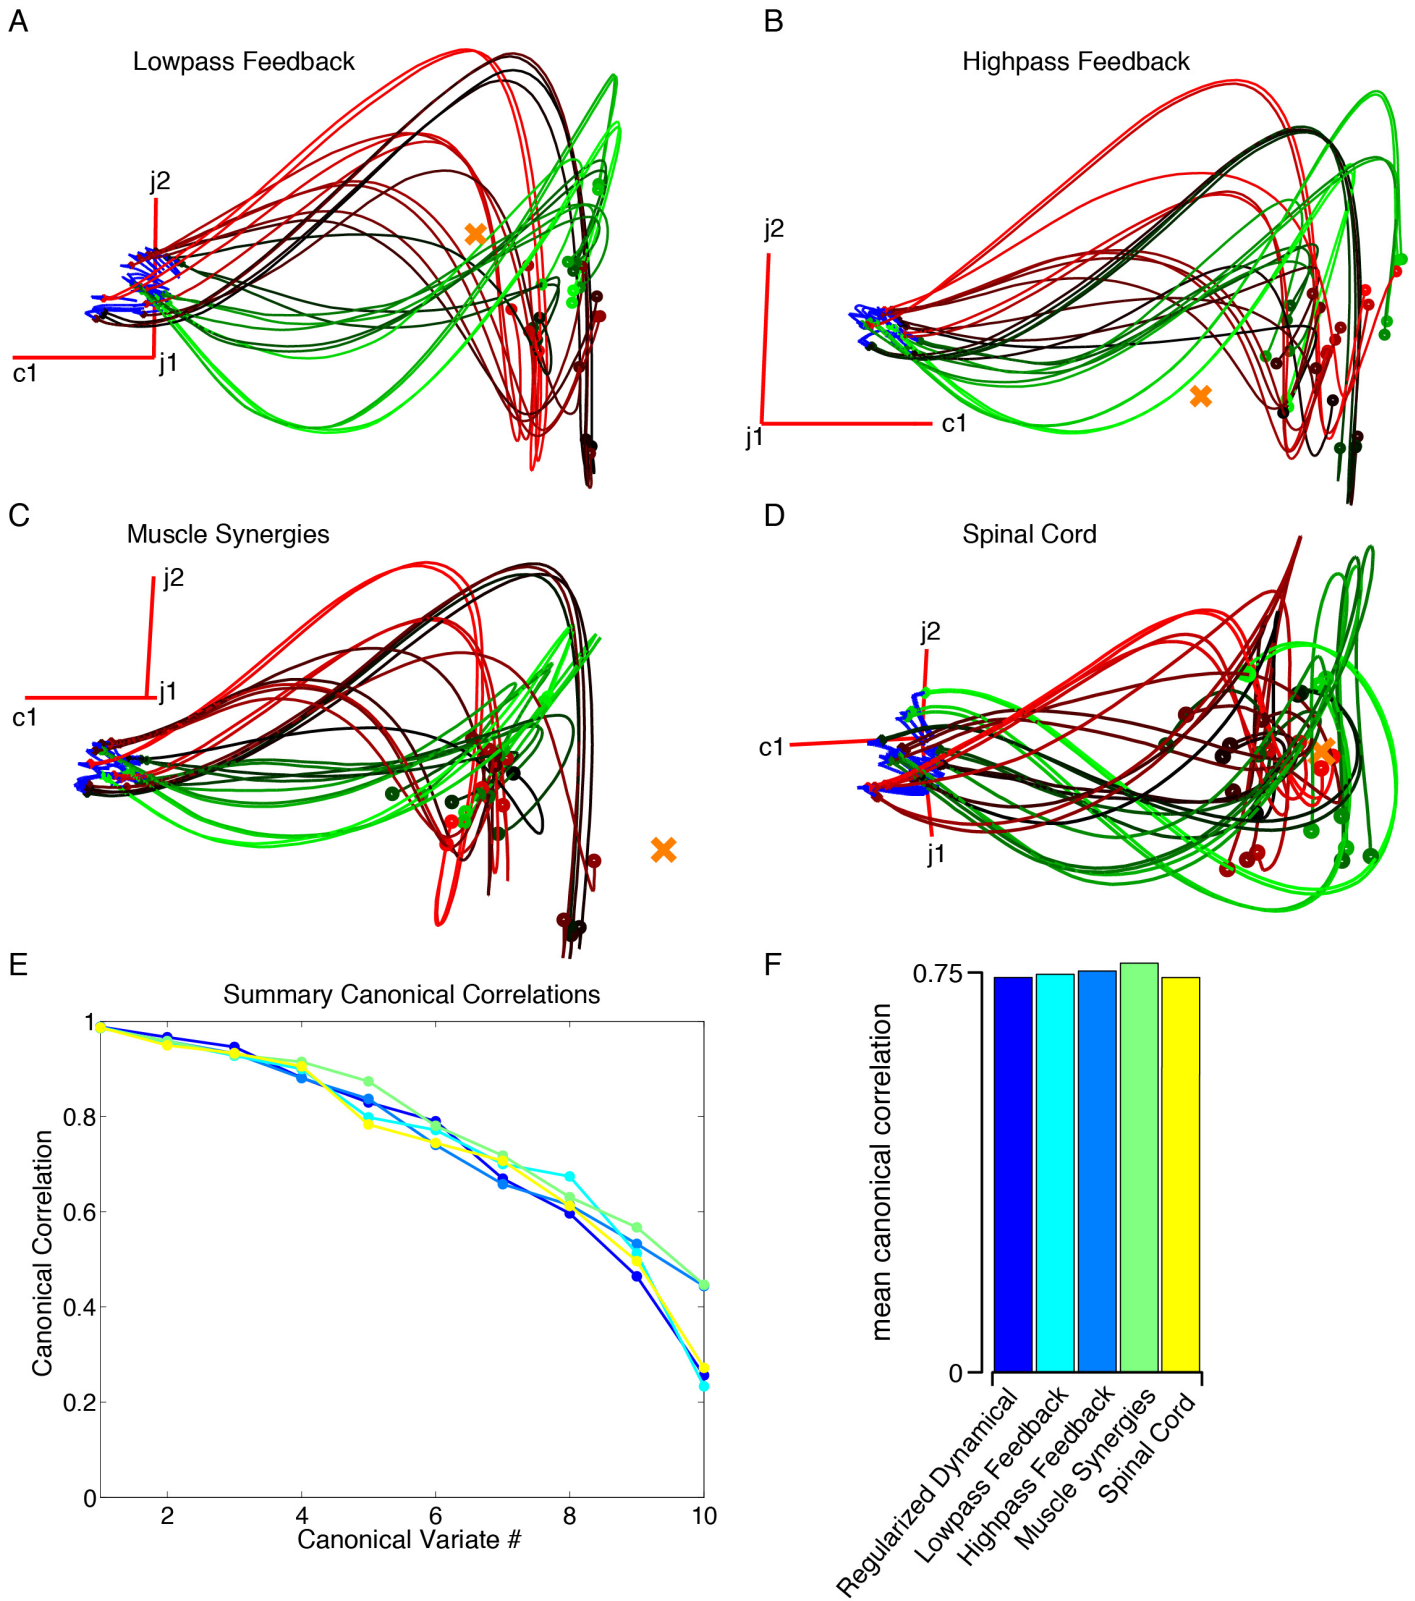 A
Lowpass Feedback
j2
c1
j1
B
Highpass Feedback
j2
j1
c1
C
Muscle Synergies
j2
j1
c1
D
Spinal Cord
j2
c1
j1
E
Summary Canonical Correlations
1
0.8
0.6
0.4
0.2
0
Canonical Correlation
2 4 6 8 10
Canonical Variate #
F
0.75
0
mean canonical correlation
Regularized Dynamical
Lowpass Feedback
Highpass Feedback
Muscle Synergies
Spinal Cord